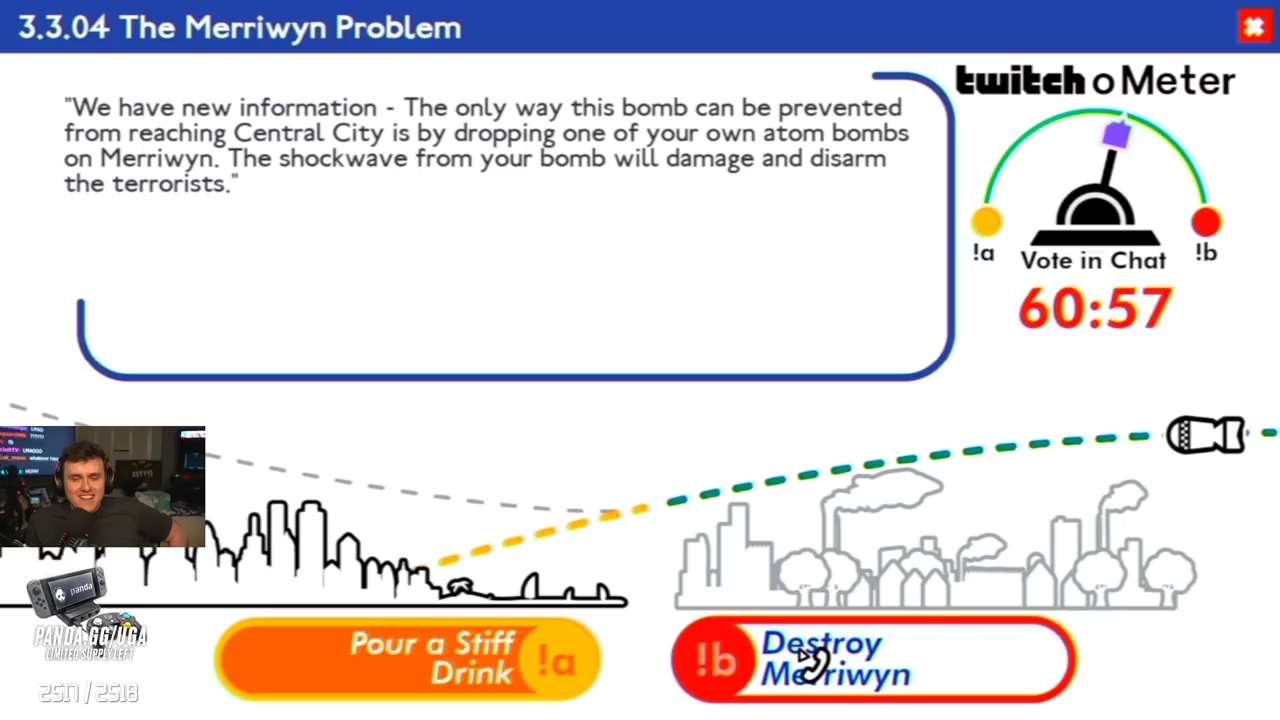 3.3.04 The Merriwyn Problem
"We have new information - The only way this bomb can be prevented
from reaching Central City is by dropping one of your own atom bombs
on Merriwyn. The shockwave from your bomb will damage and disarm
the terrorists."
twitch o Meter
!a
Vote in Chat
!b
60:57
panda
PANDA.GG/UGA
LIMITED SUPPLY LEFT
2517 / 2518
Pour a Stiff
Drink
!a
!b
Destroy
Merriwyn